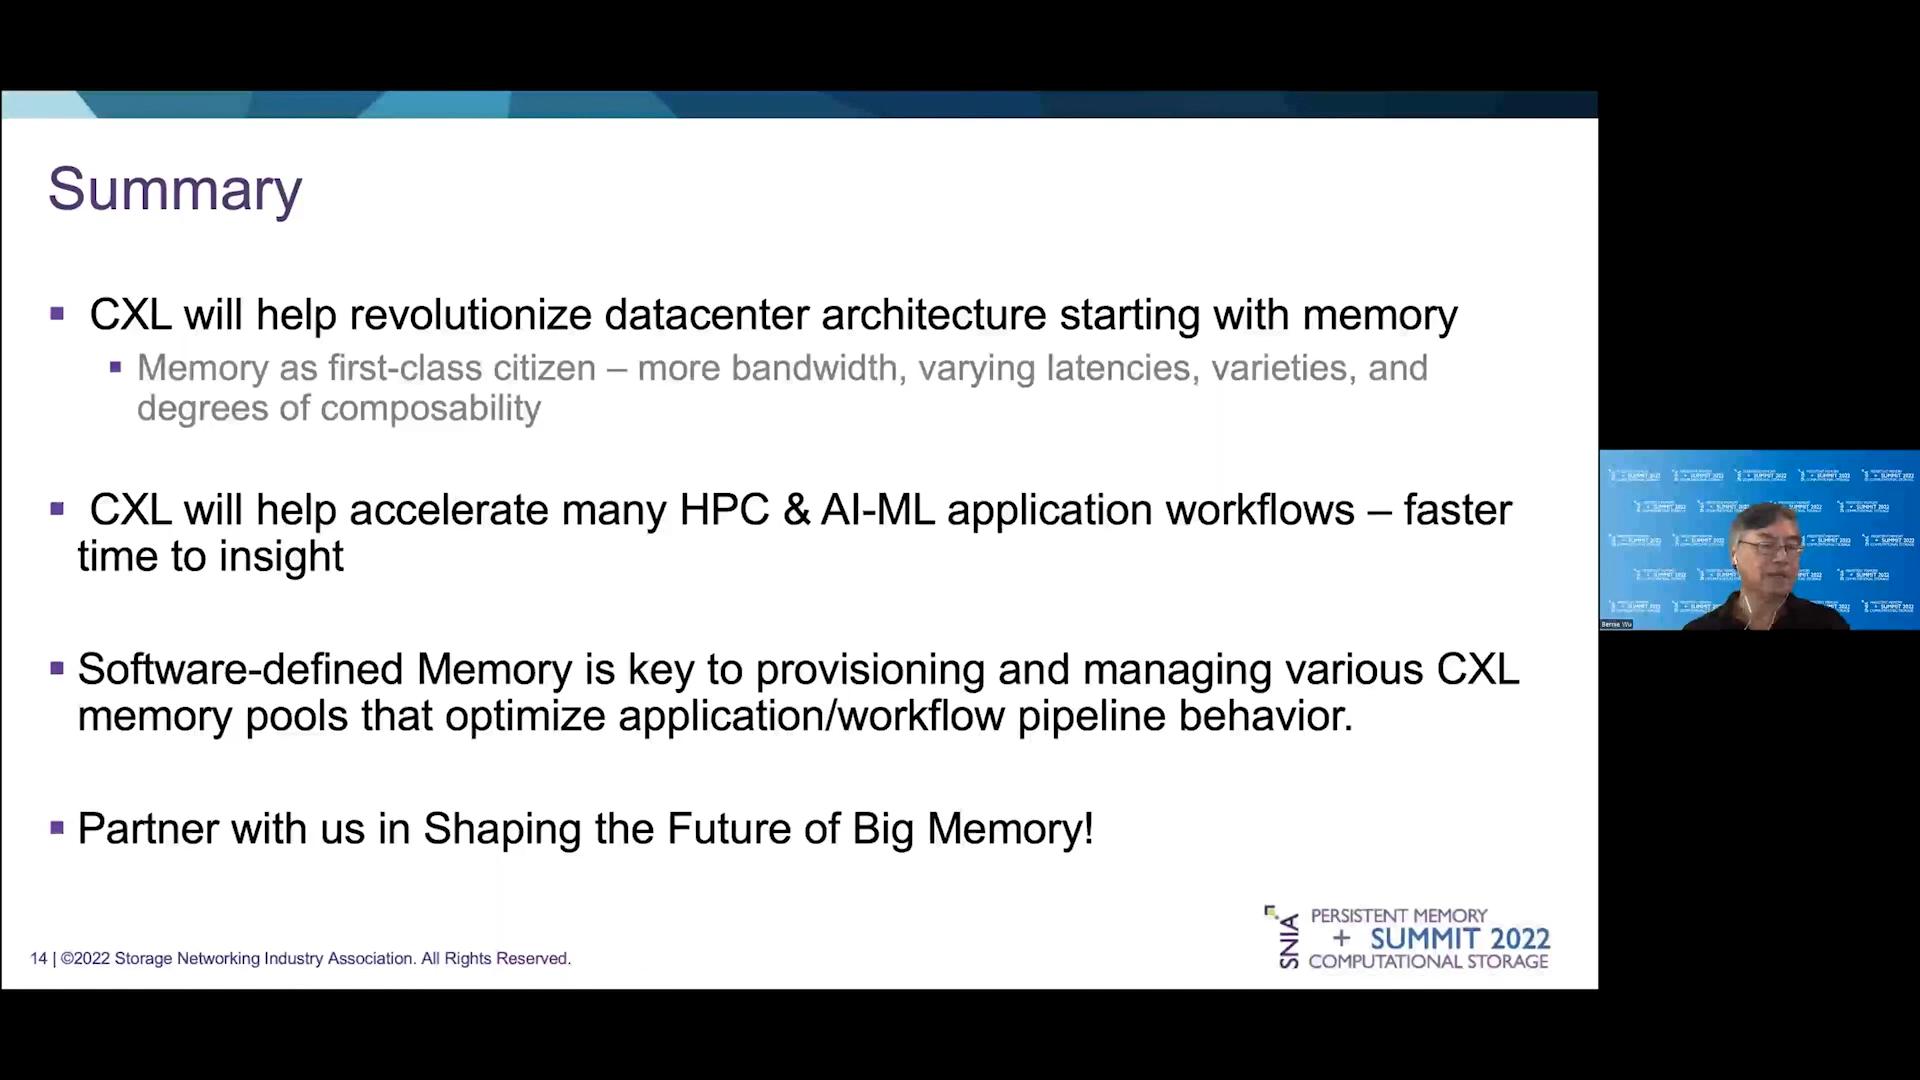 Summary
▪ CXL will help revolutionize datacenter architecture starting with memory
▪ Memory as first-class citizen – more bandwidth, varying latencies, varieties, and
degrees of composability
▪ CXL will help accelerate many HPC & AI-ML application workflows – faster
time to insight
▪ Software-defined Memory is key to provisioning and managing various CXL
memory pools that optimize application/workflow pipeline behavior.
▪ Partner with us in Shaping the Future of Big Memory!
14 | ©2022 Storage Networking Industry Association. All Rights Reserved.
SNIA
PERSISTENT MEMORY
+ SUMMIT 2022
COMPUTATIONAL STORAGE
Bernie Wu